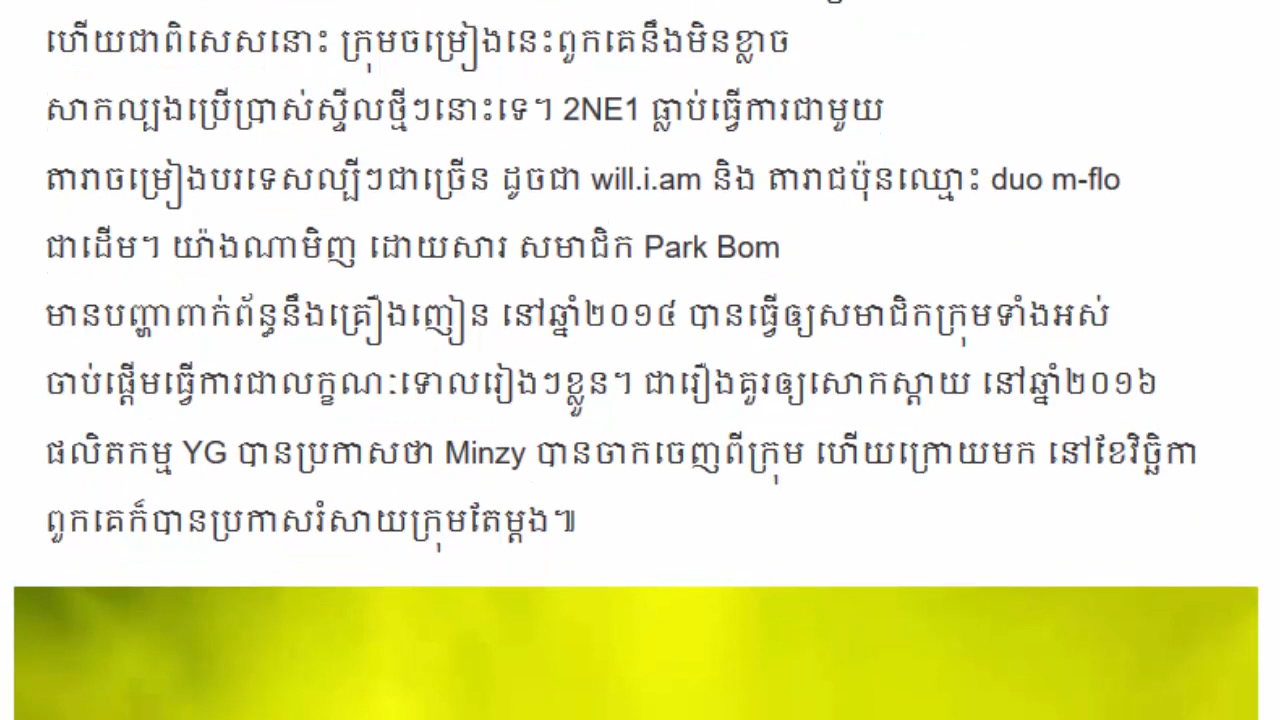 ហើយជាពិសេសនោះ ក្រុមចម្រៀងនេះពួកគេនឹងមិនខ្លាច
សាកល្បងប្រើប្រាស់ស្ទីលថ្មីៗនោះទេ។ 2NE1 ធ្លាប់ធ្វើការជាមួយ
តារាចម្រៀងបរទេសល្បីៗជាច្រើន ដូចជា will.i.am និង តារាជប៉ុនឈ្មោះ duo m-flo
ជាដើម។ យ៉ាងណាមិញ ដោយសារ សមាជិក Park Bom
មានបញ្ហាពាក់ព័ន្ធនឹងគ្រឿងញៀន នៅឆ្នាំ២០១៤ បានធ្វើឲ្យសមាជិកក្រុមទាំងអស់
ចាប់ផ្តើមធ្វើការជាលក្ខណៈទោលរៀងៗខ្លួន។ ជារឿងគួរឲ្យសោកស្តាយ នៅឆ្នាំ២០១៦
ផលិតកម្ម YG បានប្រកាសថា Minzy បានចាកចេញពីក្រុម ហើយក្រោយមក នៅខែវិច្ឆិកា
ពួកគេក៏បានប្រកាសរំសាយក្រុមតែម្តង៕